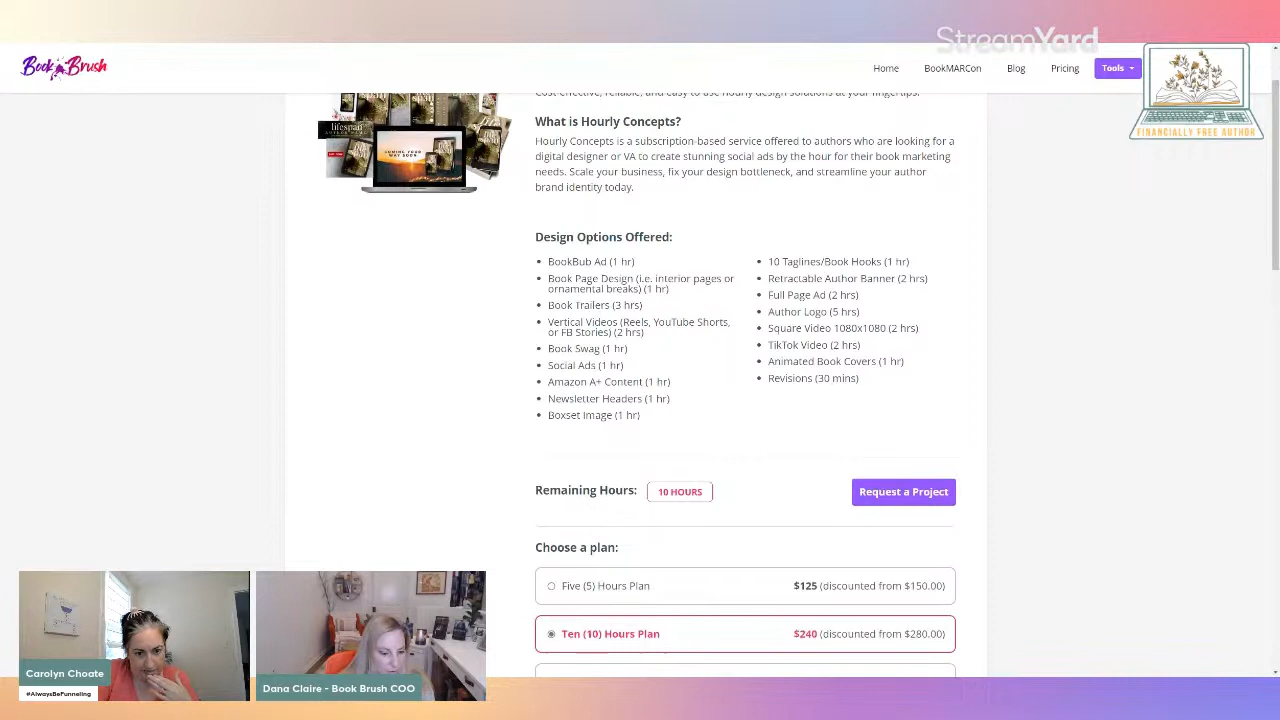 StreamYard
Book Brush
Home
BookMARCon
Blog
Pricing
Tools
FINANCIALLY FREE AUTHOR
Cost-effective, reliable, and easy to use hourly design solutions at your fingertips.
What is Hourly Concepts?
Hourly Concepts is a subscription-based service offered to authors who are looking for a
digital designer or VA to create stunning social ads by the hour for their book marketing
needs. Scale your business, fix your design bottleneck, and streamline your author
brand identity today.
COMING YOUR
WAY SOON
Design Options Offered:
BookBub Ad (1 hr)
Book Page Design (i.e. interior pages or
ornamental breaks) (1 hr)
Book Trailers (3 hrs)
Vertical Videos (Reels, YouTube Shorts,
or FB Stories) (2 hrs)
Book Swag (1 hr)
Social Ads (1 hr)
Amazon A+ Content (1 hr)
Newsletter Headers (1 hr)
Boxset Image (1 hr)
10 Taglines/Book Hooks (1 hr)
Retractable Author Banner (2 hrs)
Full Page Ad (2 hrs)
Author Logo (5 hrs)
Square Video 1080x1080 (2 hrs)
TikTok Video (2 hrs)
Animated Book Covers (1 hr)
Revisions (30 mins)
Remaining Hours: 10 HOURS
Request a Project
Choose a plan:
Five (5) Hours Plan $125 (discounted from $150.00)
Ten (10) Hours Plan $240 (discounted from $280.00)
Carolyn Choate
#AlwaysBeFunneling
Dana Claire - Book Brush COO